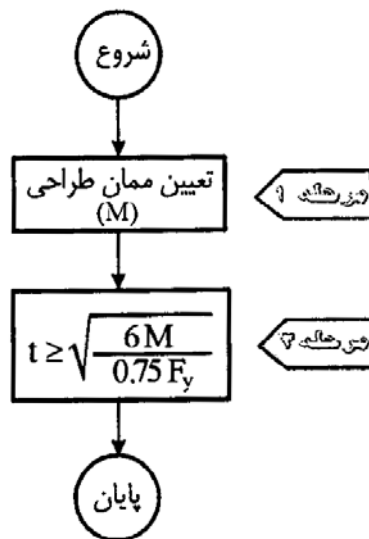 شروع
تعیین ممان طراحی
(M)
مرحله ۱
t ≥ √(6M / 0.75 F_y)
مرحله ۲
پایان